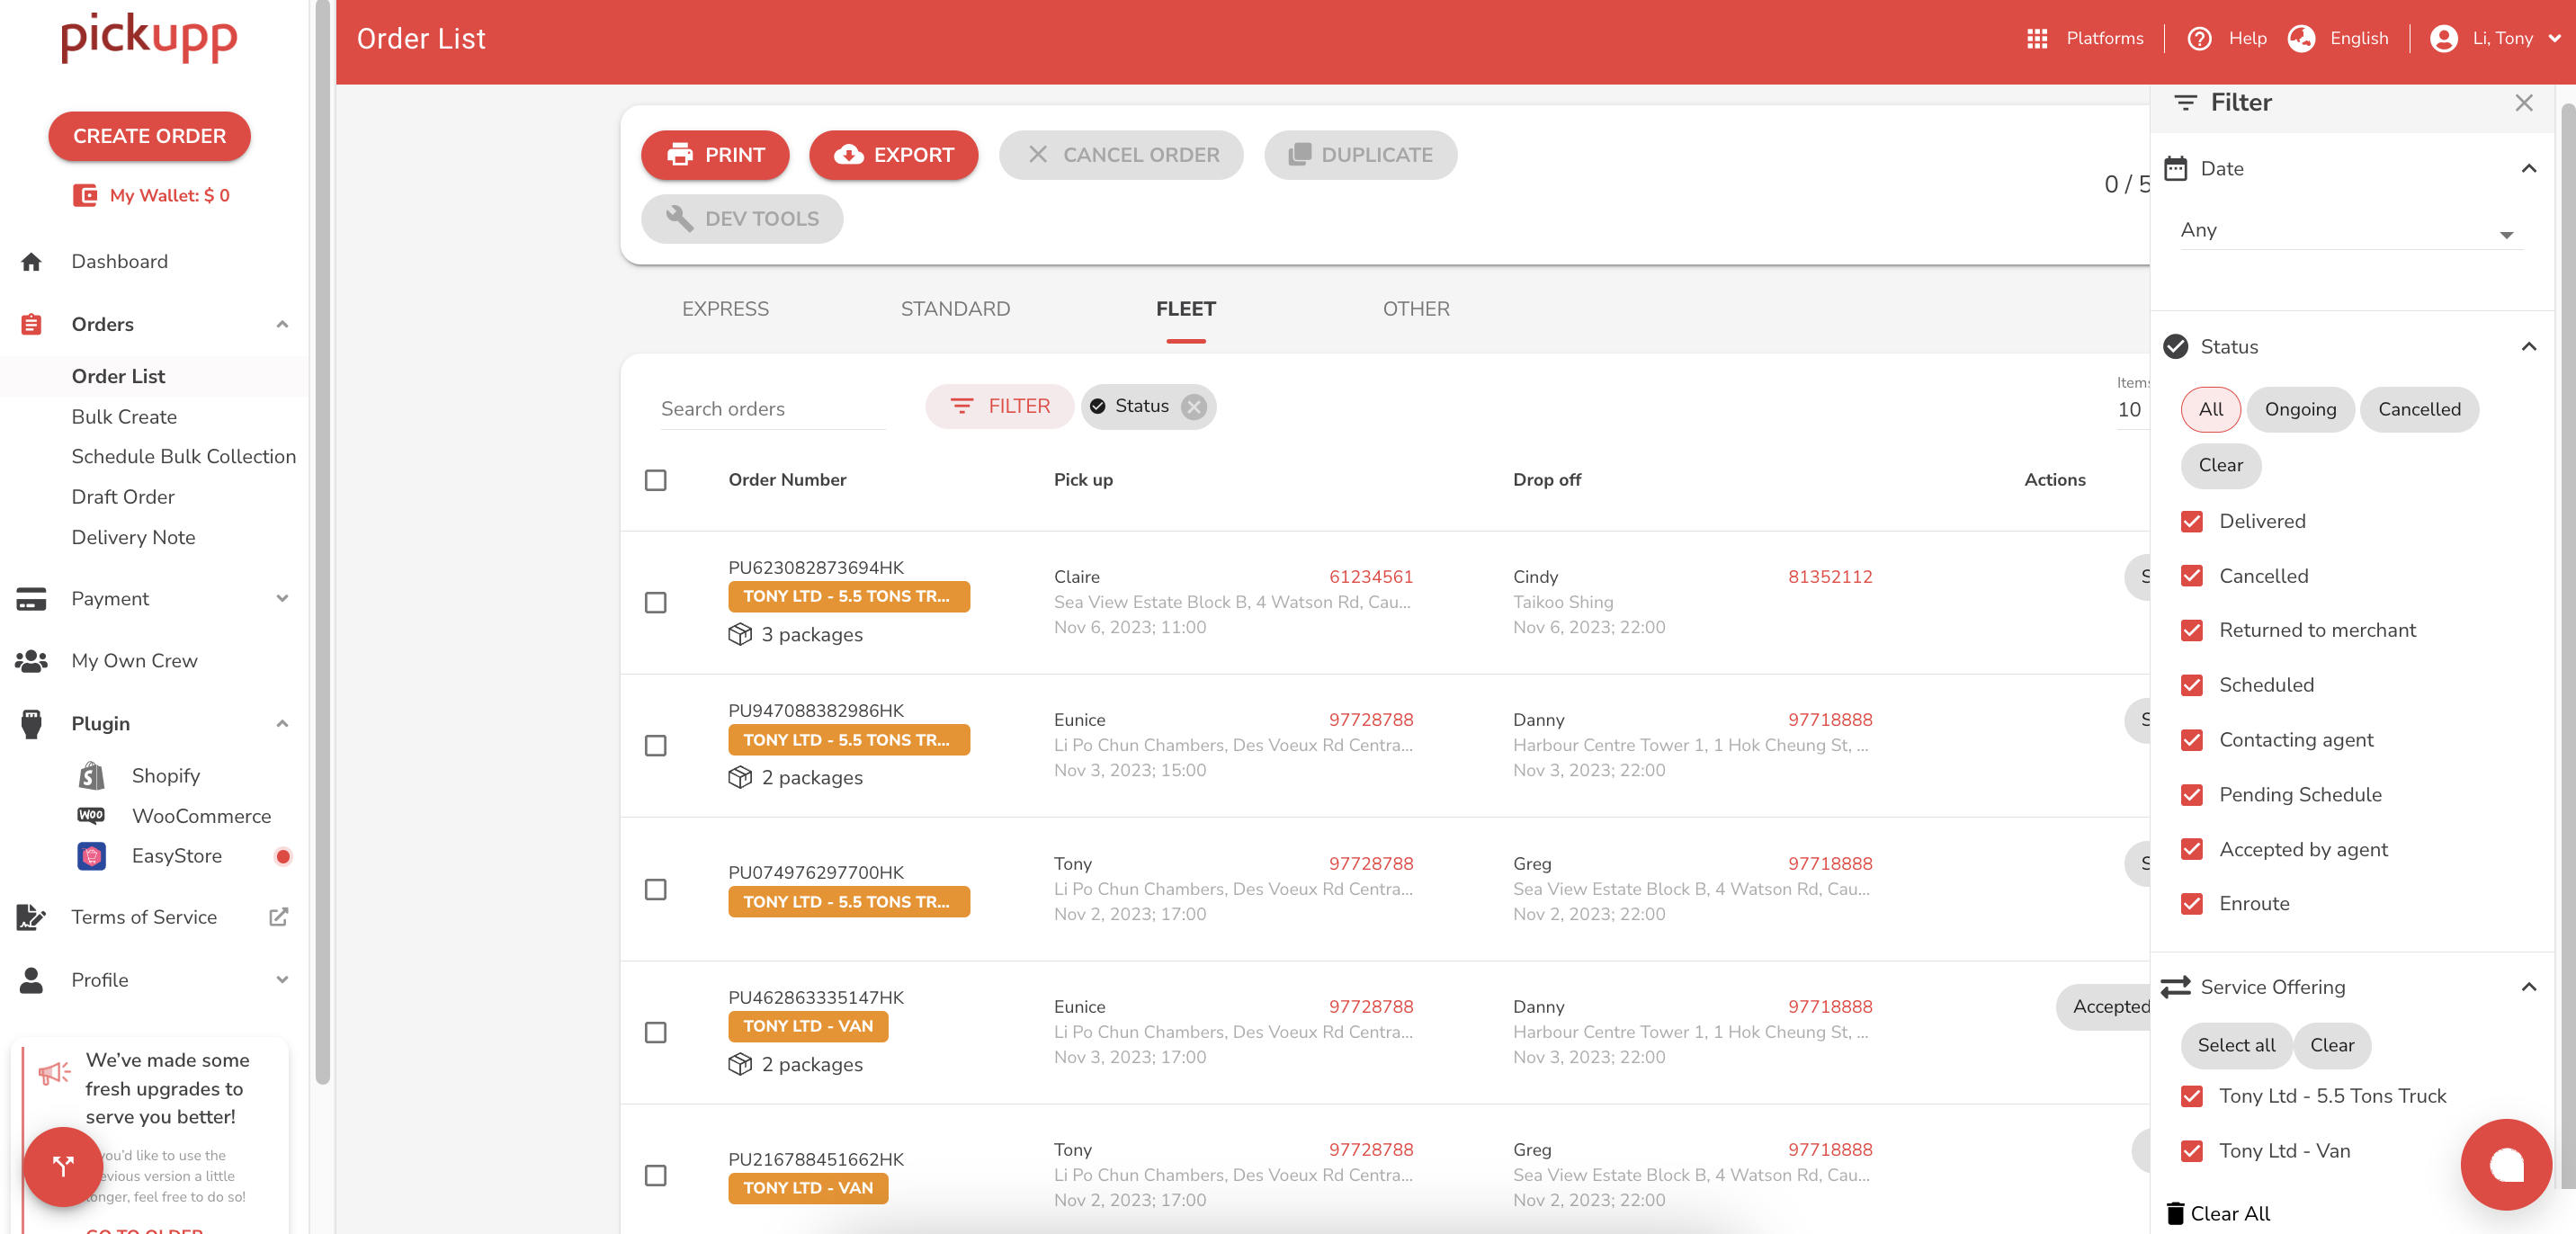 pickupp
CREATE ORDER
My Wallet: $ 0
Dashboard
Orders
Order List
Bulk Create
Schedule Bulk Collection
Draft Order
Delivery Note
Payment
My Own Crew
Plugin
Shopify
WOO WooCommerce
EasyStore
Terms of Service
Profile
We've made some
fresh upgrades to
serve you better!
you'd like to use the
version a little
feel free to do so!
GO TO OLDER
Order List
Platforms
Help
English
Li, Tony
PRINT
EXPORT
CANCEL ORDER
DUPLICATE
0 / 5
DEV TOOLS
EXPRESS
STANDARD
FLEET
OTHER
Search orders
FILTER
Status
Items
10
Order Number Pick up Drop off Actions
PU623082873694HK
TONY LTD - 5.5 TONS TR...
3 packages
Claire 61234561
Sea View Estate Block B, 4 Watson Rd, Cau...
Nov 6, 2023; 11:00
Cindy 81352112
Taikoo Shing
Nov 6, 2023; 22:00
S
PU947088382986HK
TONY LTD - 5.5 TONS TR...
2 packages
Eunice 97728788
Li Po Chun Chambers, Des Voeux Rd Centra...
Nov 3, 2023; 15:00
Danny 97718888
Harbour Centre Tower 1, 1 Hok Cheung St, ...
Nov 3, 2023; 22:00
S
PU074976297700HK
TONY LTD - 5.5 TONS TR...
Tony 97728788
Li Po Chun Chambers, Des Voeux Rd Centra...
Nov 2, 2023; 17:00
Greg 97718888
Sea View Estate Block B, 4 Watson Rd, Cau...
Nov 2, 2023; 22:00
S
PU462863335147HK
TONY LTD - VAN
2 packages
Eunice 97728788
Li Po Chun Chambers, Des Voeux Rd Centra...
Nov 3, 2023; 17:00
Danny 97718888
Harbour Centre Tower 1, 1 Hok Cheung St, ...
Nov 3, 2023; 22:00
Accepted
PU216788451662HK
TONY LTD - VAN
Tony 97728788
Li Po Chun Chambers, Des Voeux Rd Centra...
Nov 2, 2023; 17:00
Greg 97718888
Sea View Estate Block B, 4 Watson Rd, Cau...
Nov 2, 2023; 22:00
Filter
Date
Any
Status
All Ongoing Cancelled
Clear
Delivered
Cancelled
Returned to merchant
Scheduled
Contacting agent
Pending Schedule
Accepted by agent
Enroute
Service Offering
Select all Clear
Tony Ltd - 5.5 Tons Truck
Tony Ltd - Van
Clear All